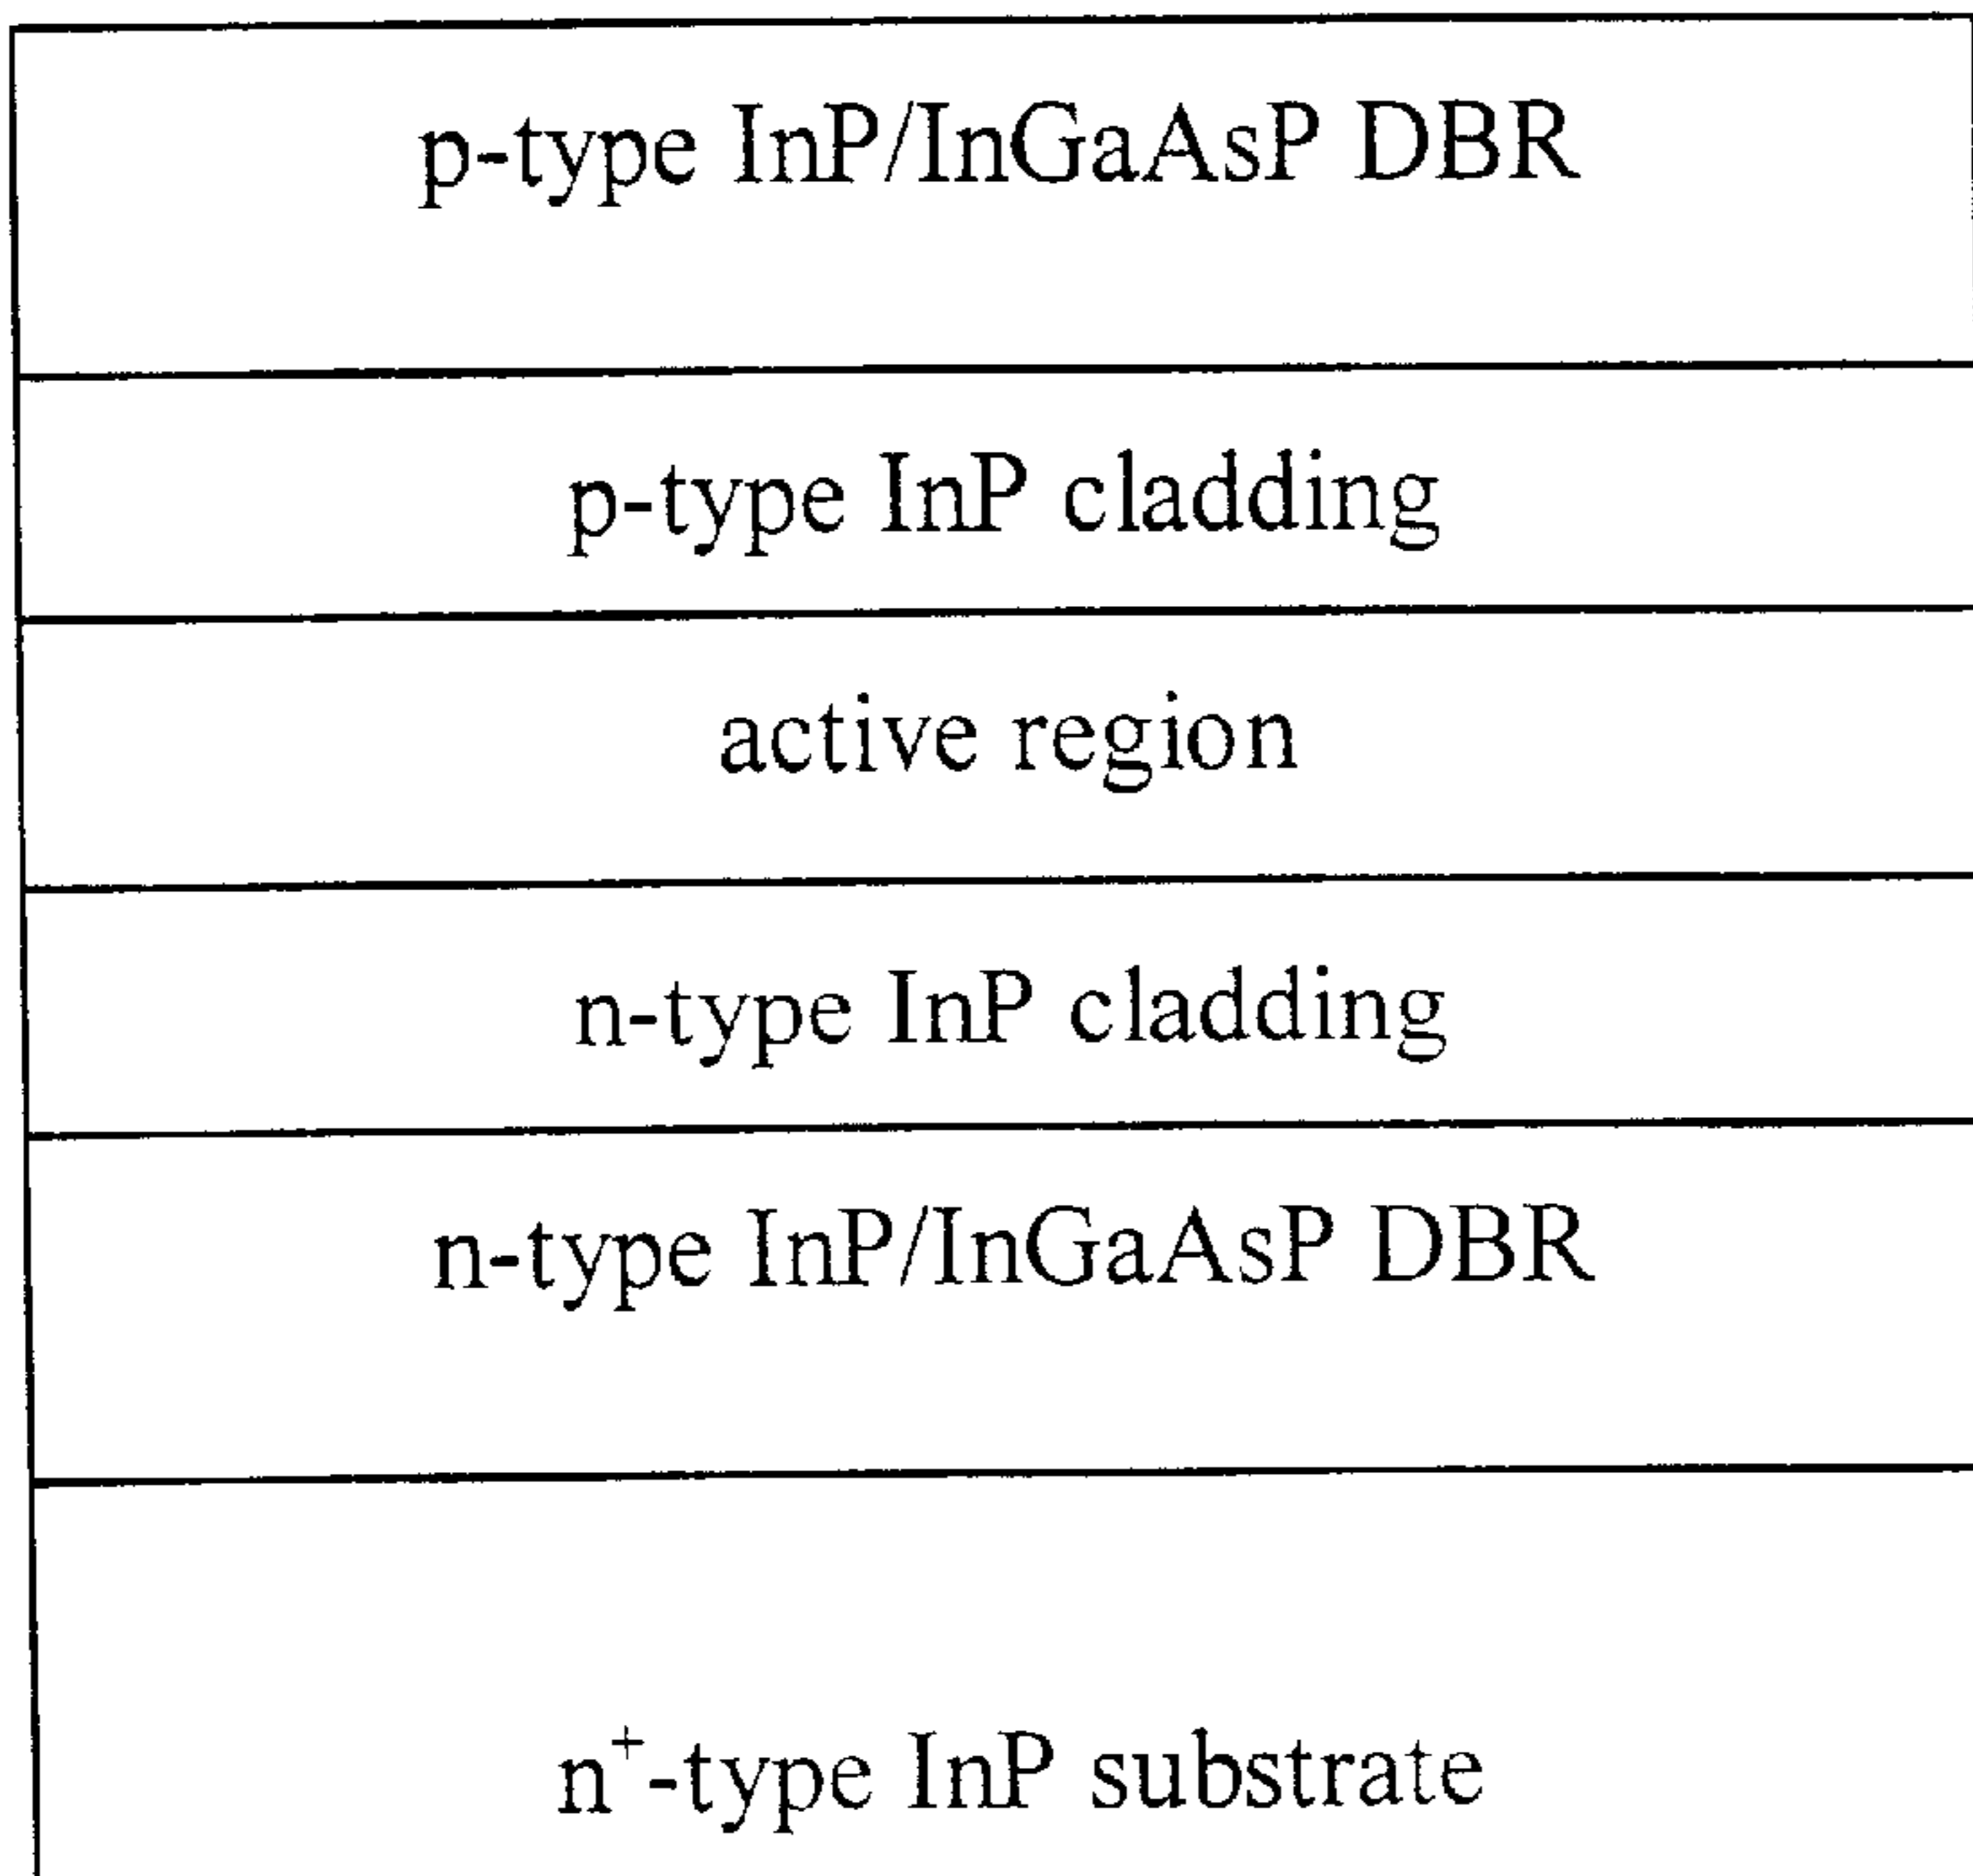 p-type InP/InGaAsP DBR
p-type InP cladding
active region
n-type InP cladding
n-type InP/InGaAsP DBR
n⁺-type InP substrate